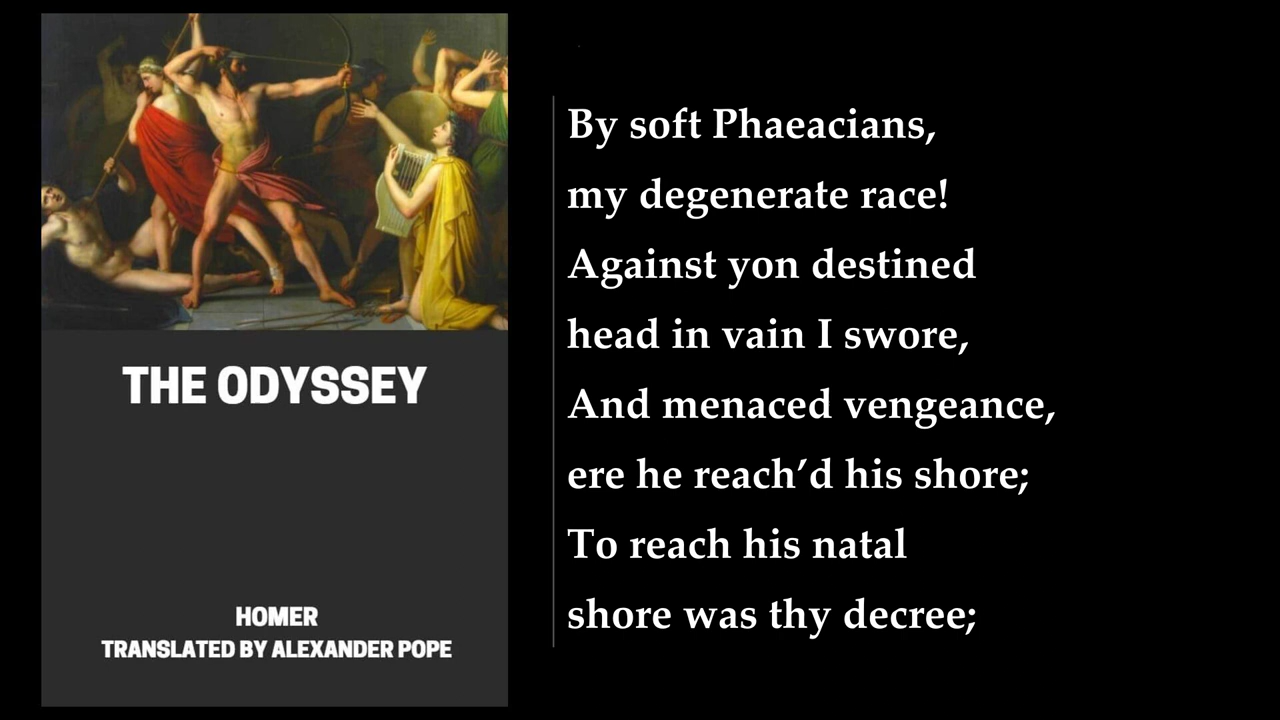 THE ODYSSEY
HOMER
TRANSLATED BY ALEXANDER POPE
By soft Phaeacians,
my degenerate race!
Against yon destined
head in vain I swore,
And menaced vengeance,
ere he reach’d his shore;
To reach his natal
shore was thy decree;